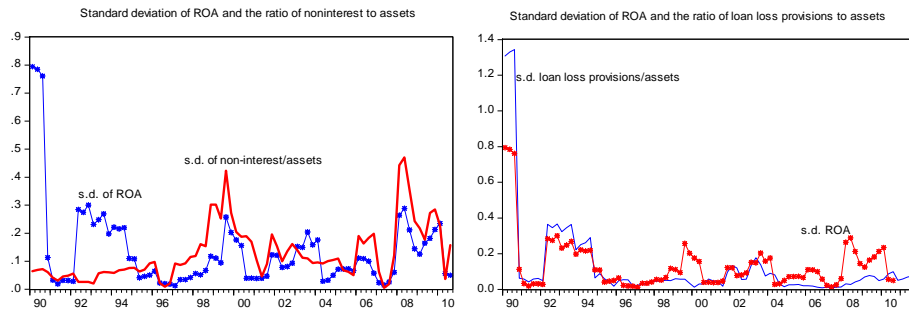 Standard deviation of ROA and the ratio of noninterest to assets
.9
.8
.7
.6
.5
.4
.3
.2
.1
.0
s.d. of non-interest/assets
s.d. of ROA
90 92 94 96 98 00 02 04 06 08 10
Standard deviation of ROA and the ratio of loan loss provisions to assets
1.4
1.2
1.0
0.8
0.6
0.4
0.2
0.0
s.d. loan loss provisions/assets
s.d. ROA
90 92 94 96 98 00 02 04 06 08 10